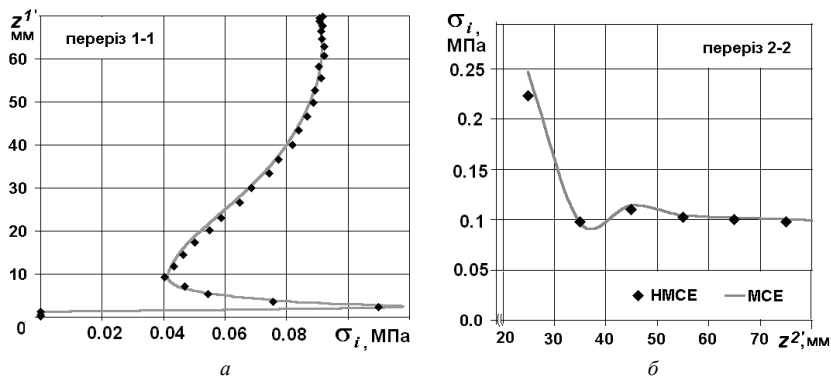 z¹'
мм
переріз 1-1
60
50
40
30
20
10
0
0.02
0.04
0.06
0.08
σᵢ, МПа
а
σᵢ,
МПа
переріз 2-2
0.25
0.2
0.15
0.1
0.05
0.0
НМСЕ
МСЕ
20
30
40
50
60
70
z²', мм
б